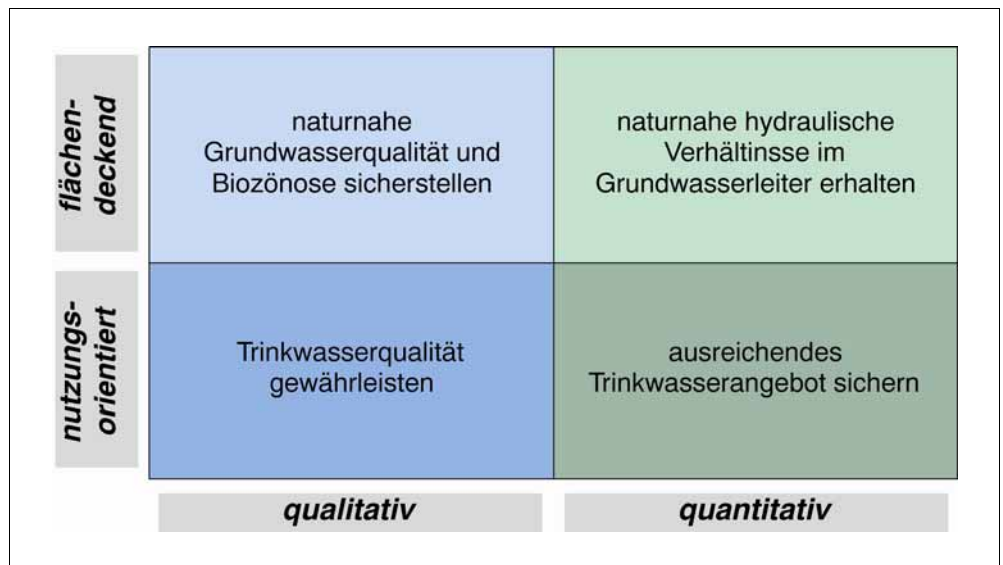 flächen-
deckend
naturnahe
Grundwasserqualität und
Biozönose sicherstellen
naturnahe hydraulische
Verhältinsse im
Grundwasserleiter erhalten
nutzungs-
orientiert
Trinkwasserqualität
gewährleisten
ausreichendes
Trinkwasserangebot sichern
qualitativ
quantitativ